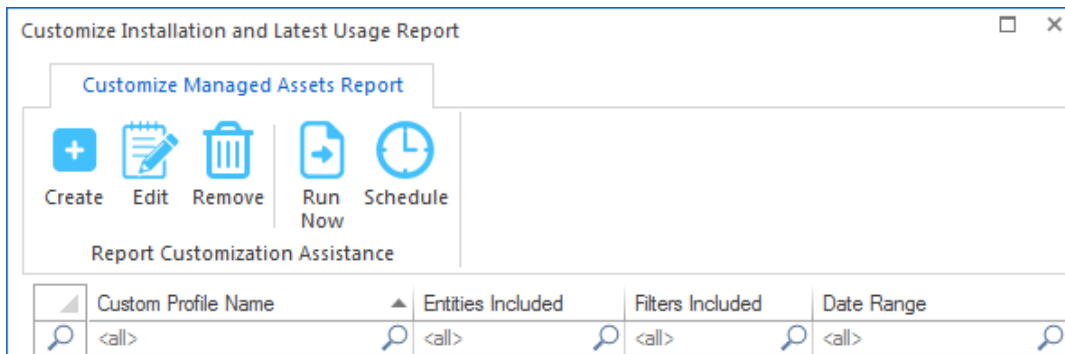 Customize Installation and Latest Usage Report
Customize Managed Assets Report
Create Edit Remove Run Now Schedule
Report Customization Assistance
Custom Profile Name Entities Included Filters Included Date Range
<all> <all> <all> <all>